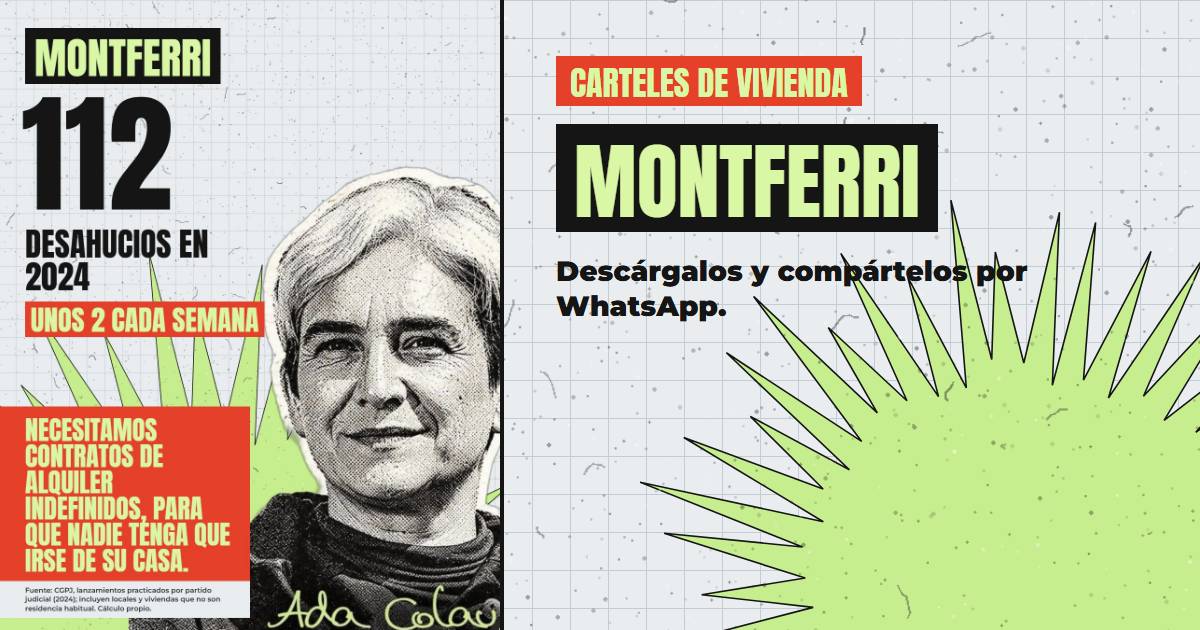 MONTFERRI
112
DESAHUCIOS EN
2024
UNOS 2 CADA SEMANA
NECESITAMOS
CONTRATOS DE
ALQUILER
INDEFINIDOS, PARA
QUE NADIE TENGA QUE
IRSE DE SU CASA.
Fuente: CGPJ, lanzamientos practicados por partido
judicial (2024); incluyen locales y viviendas que no son
residencia habitual. Cálculo propio.
Ada Colau
CARTELES DE VIVIENDA
MONTFERRI
Descárgalos y compártelos por
WhatsApp.